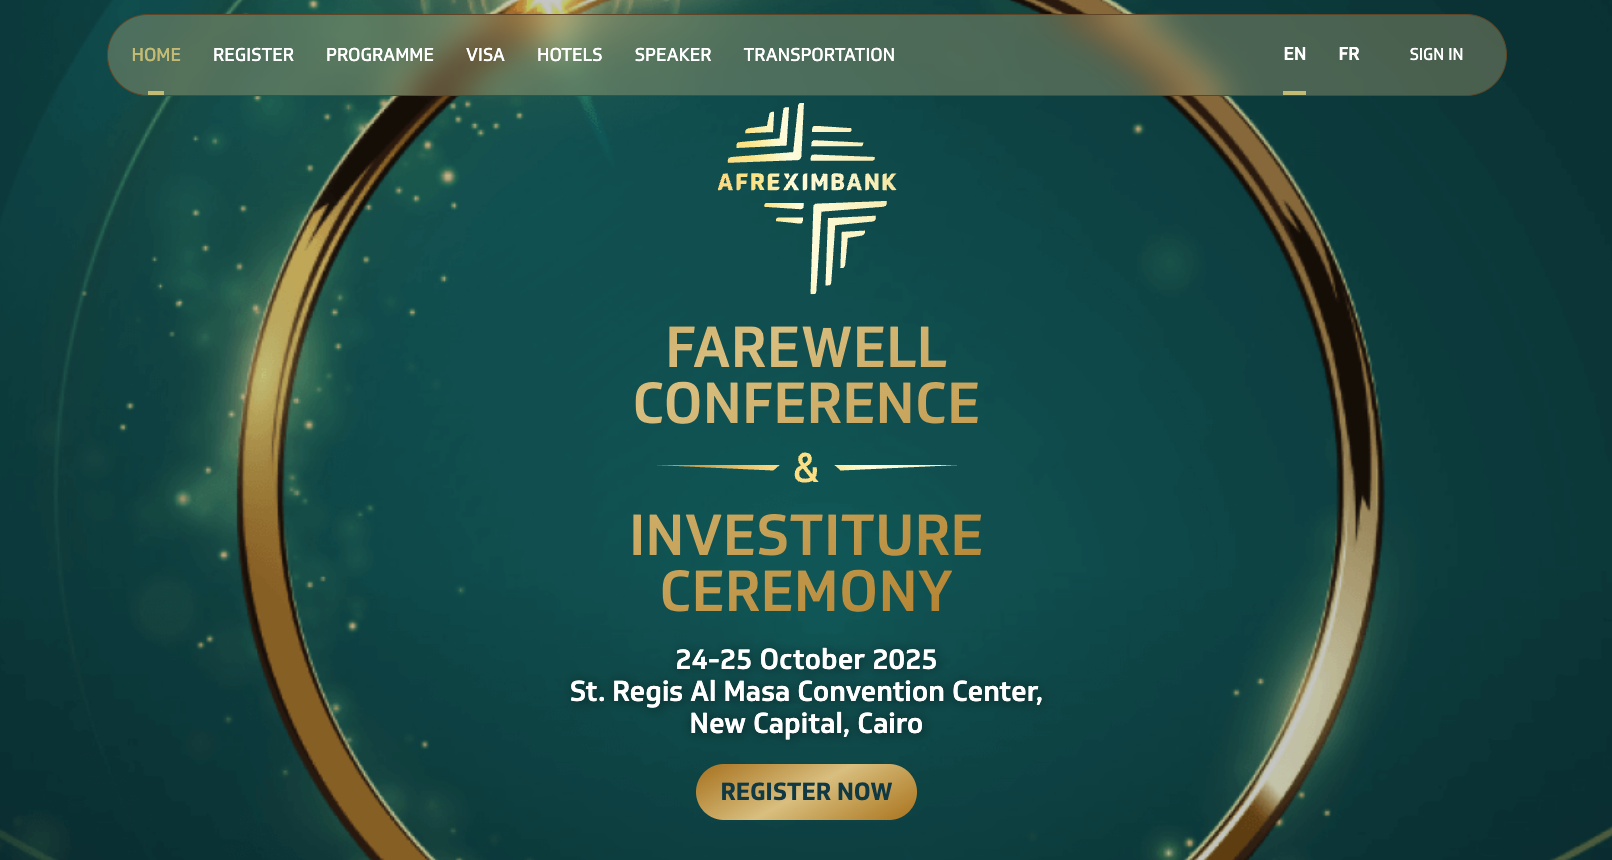 HOME REGISTER PROGRAMME VISA HOTELS SPEAKER TRANSPORTATION EN FR SIGN IN
AFREXIMBANK
FAREWELL
CONFERENCE
&
INVESTITURE
CEREMONY
24-25 October 2025
St. Regis Al Masa Convention Center,
New Capital, Cairo
REGISTER NOW